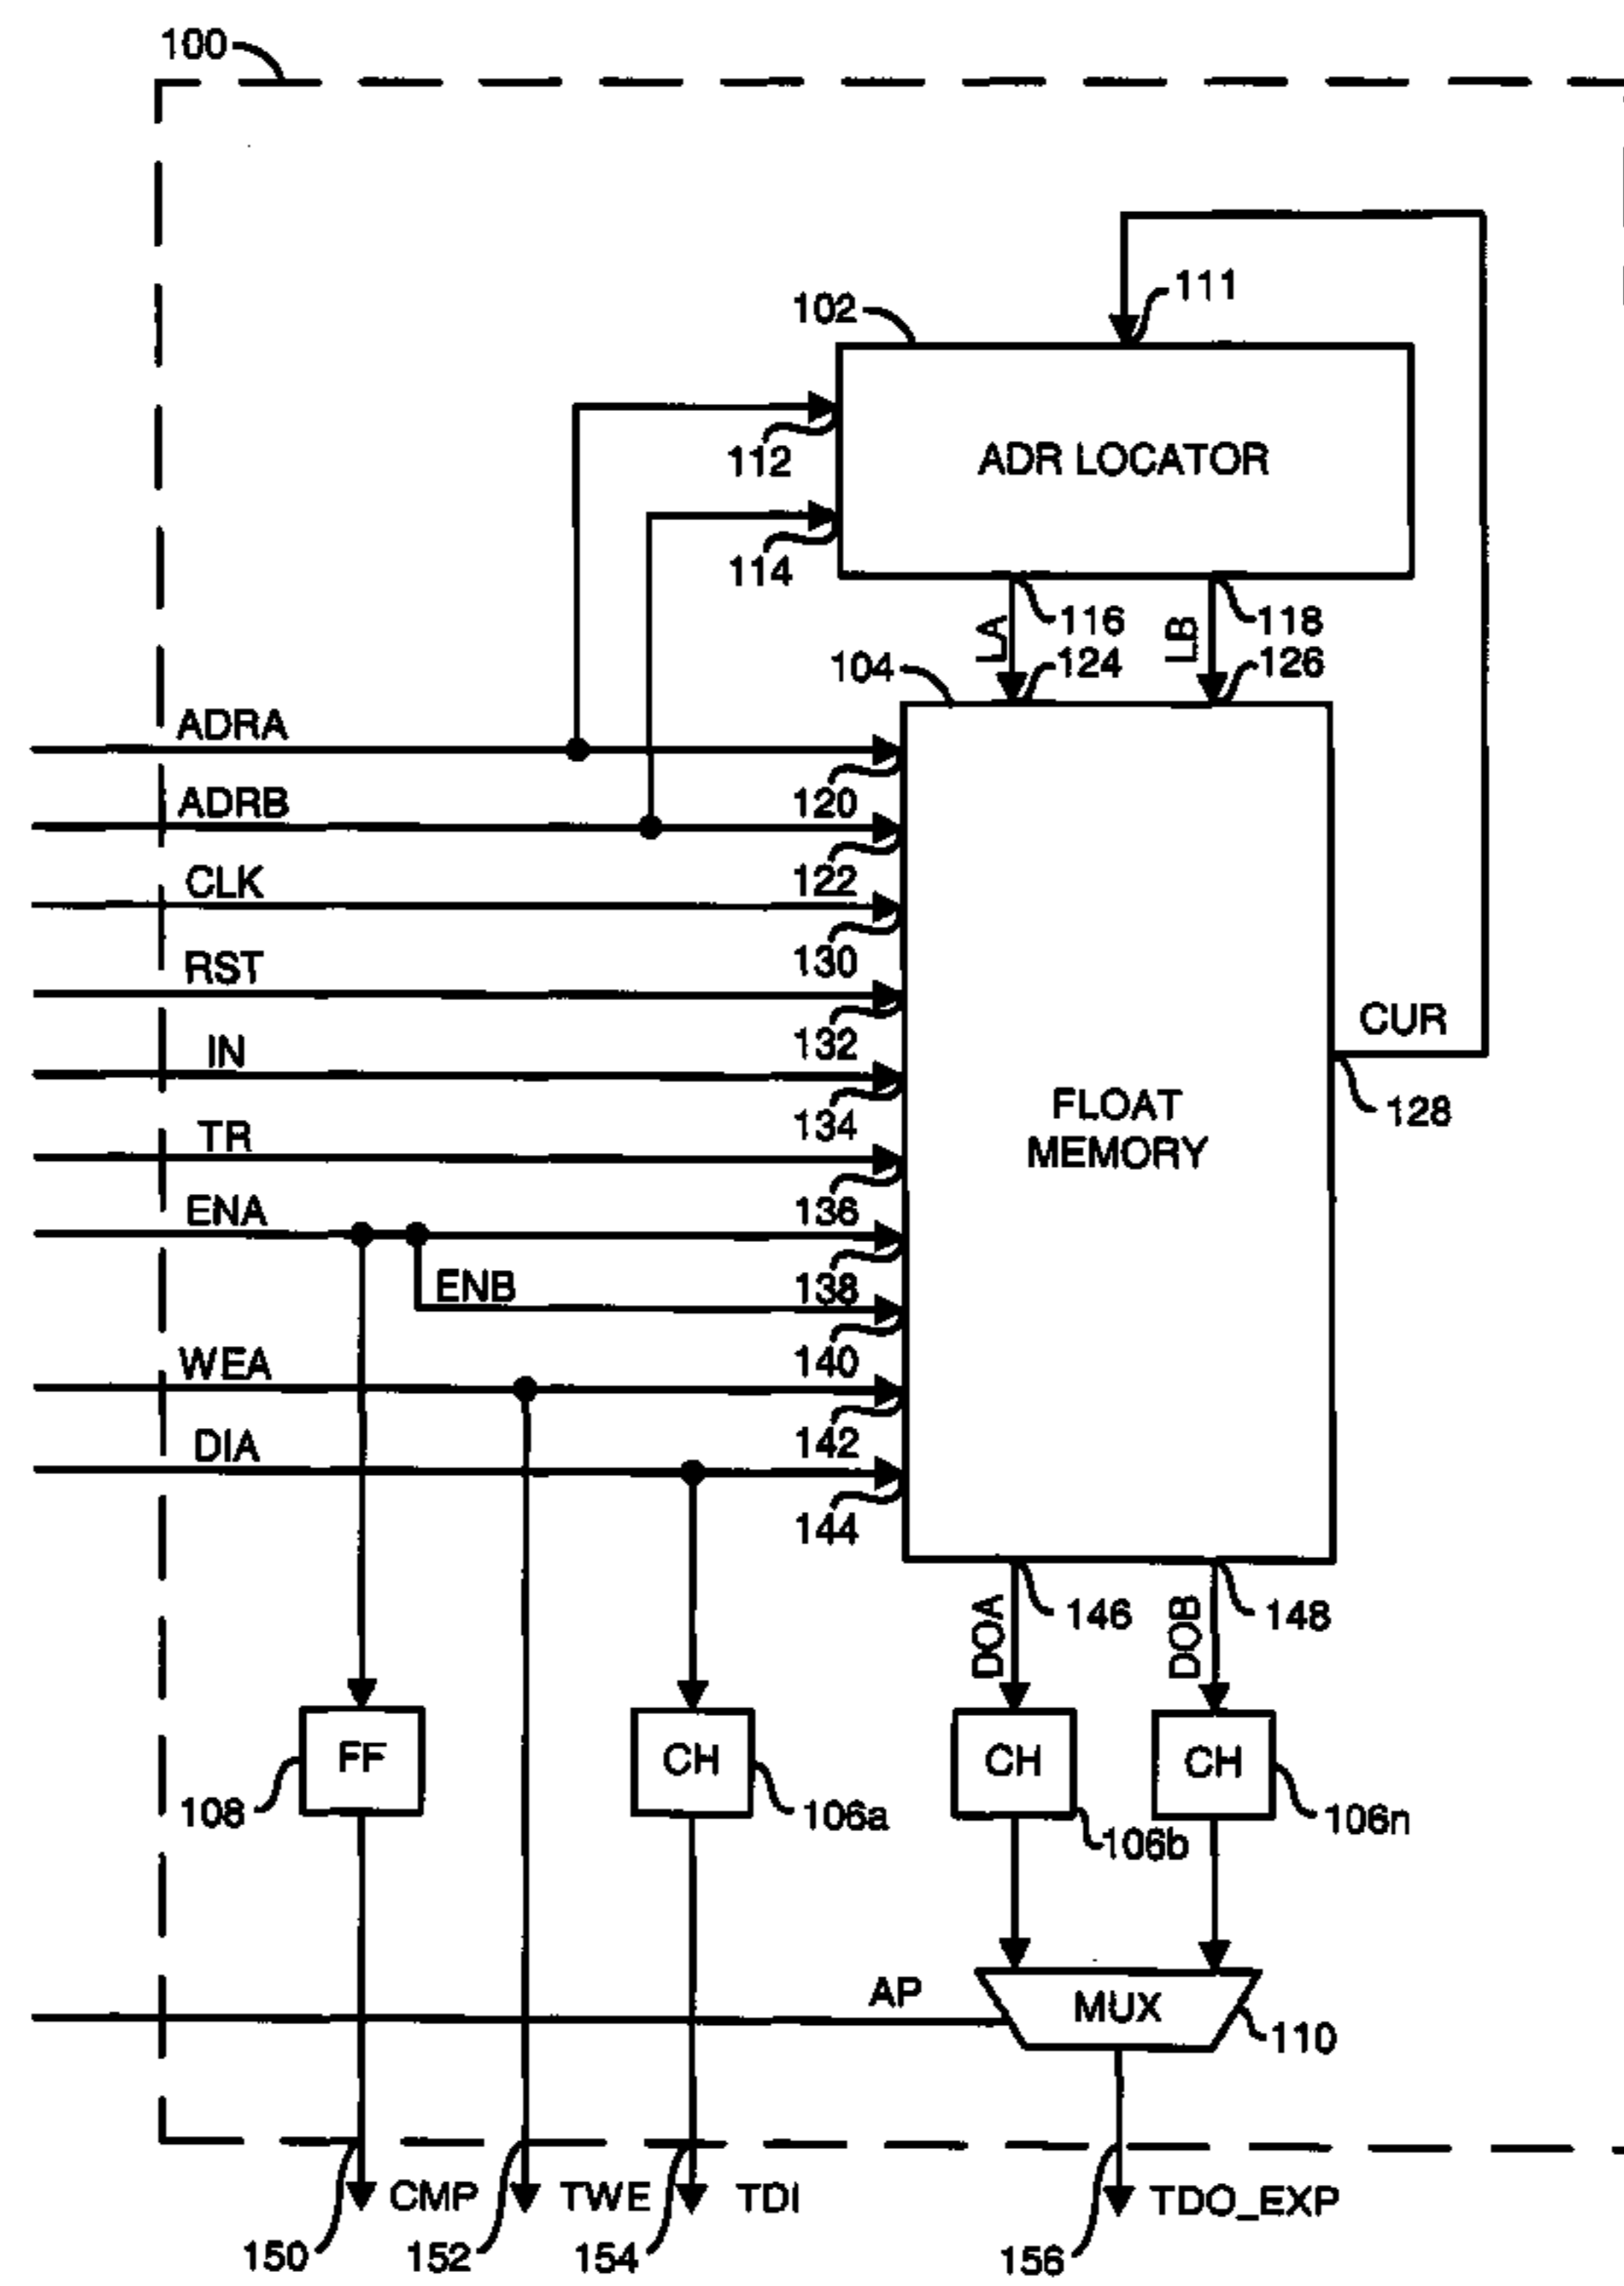 100
111
102
112
ADR LOCATOR
114
LA
116
LB
118
104
124
126
ADRA
120
ADRB
122
CLK
130
RST
132
CUR
IN
134
128
FLOAT
MEMORY
TR
136
ENA
138
ENB
140
WEA
142
DIA
144
DOA
146
DOB
148
FF
CH
CH
CH
108
106a
106b
106n
AP
MUX
110
CMP
TWE
TDI
TDO_EXP
150
152
154
156